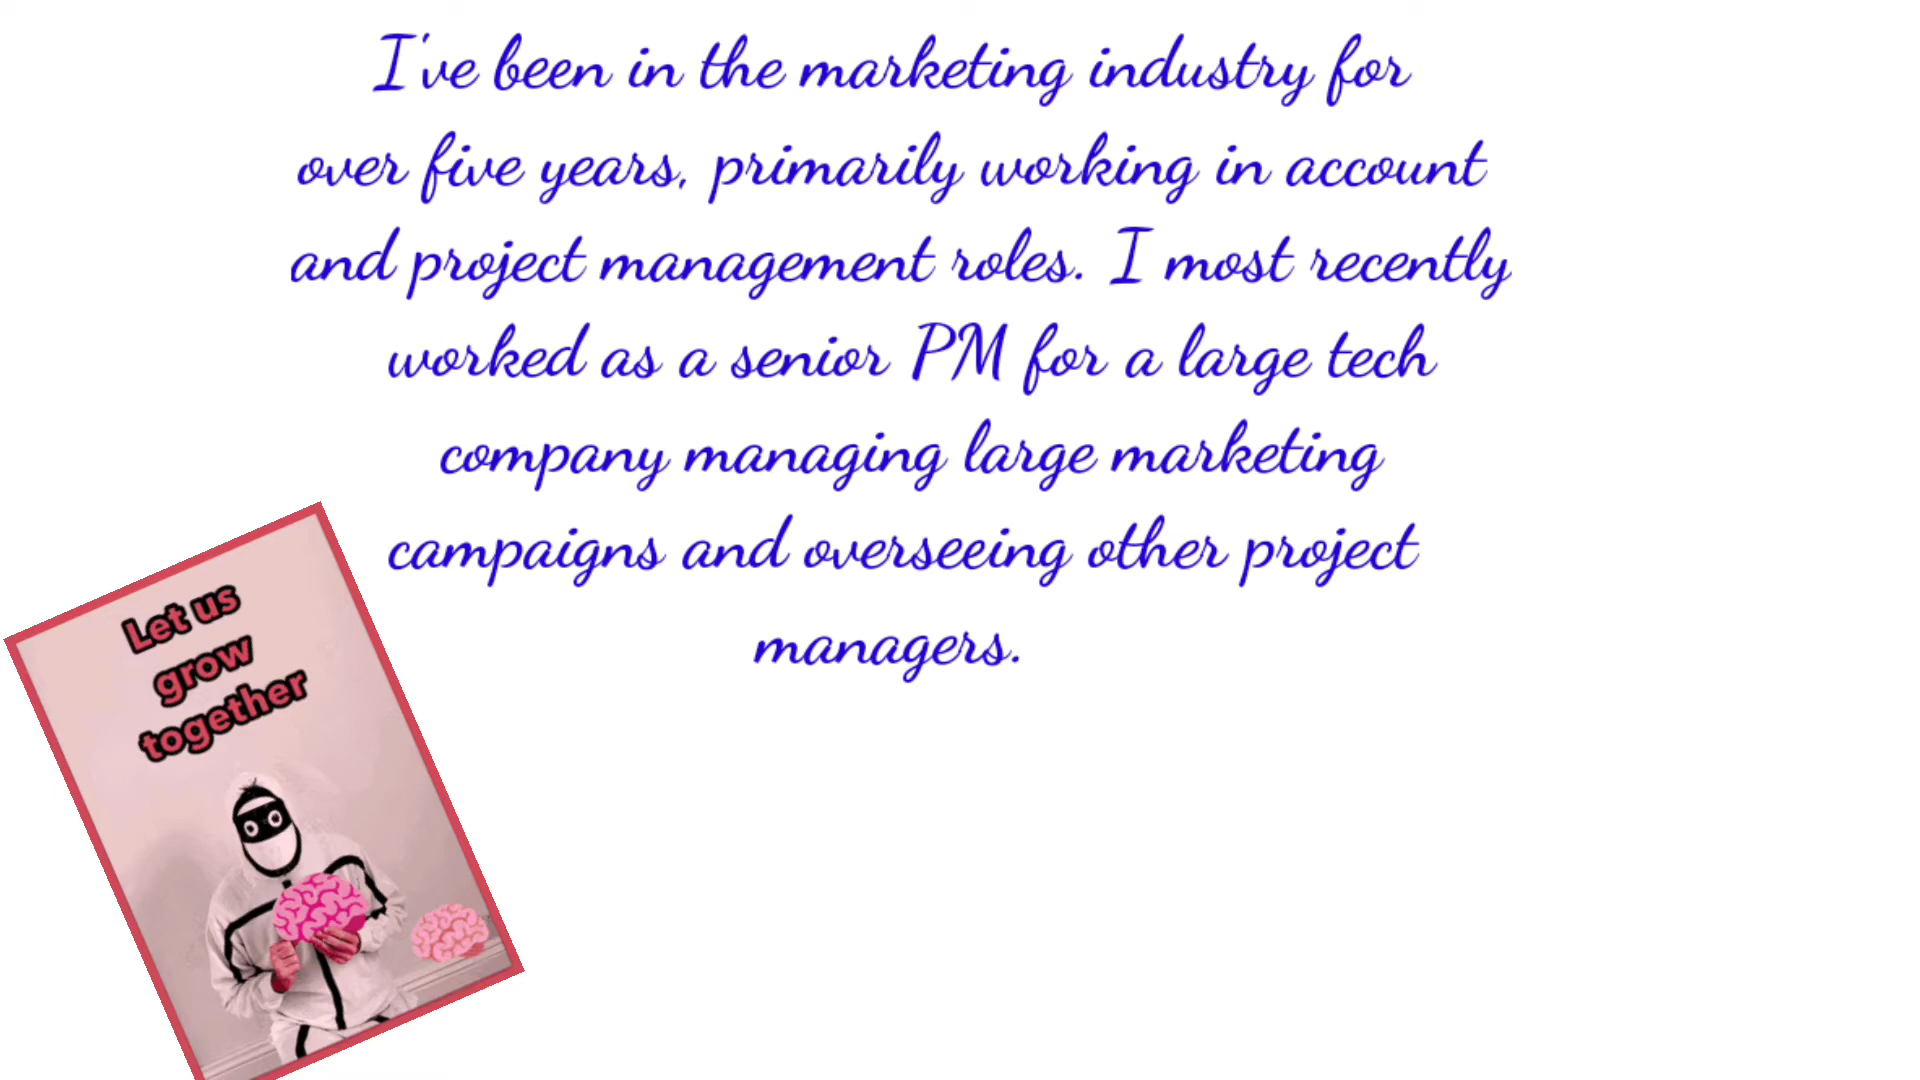 I've been in the marketing industry for
over five years, primarily working in account
and project management roles. I most recently
worked as a senior PM for a large tech
company managing large marketing
campaigns and overseeing other project
managers.
Let us
grow
together